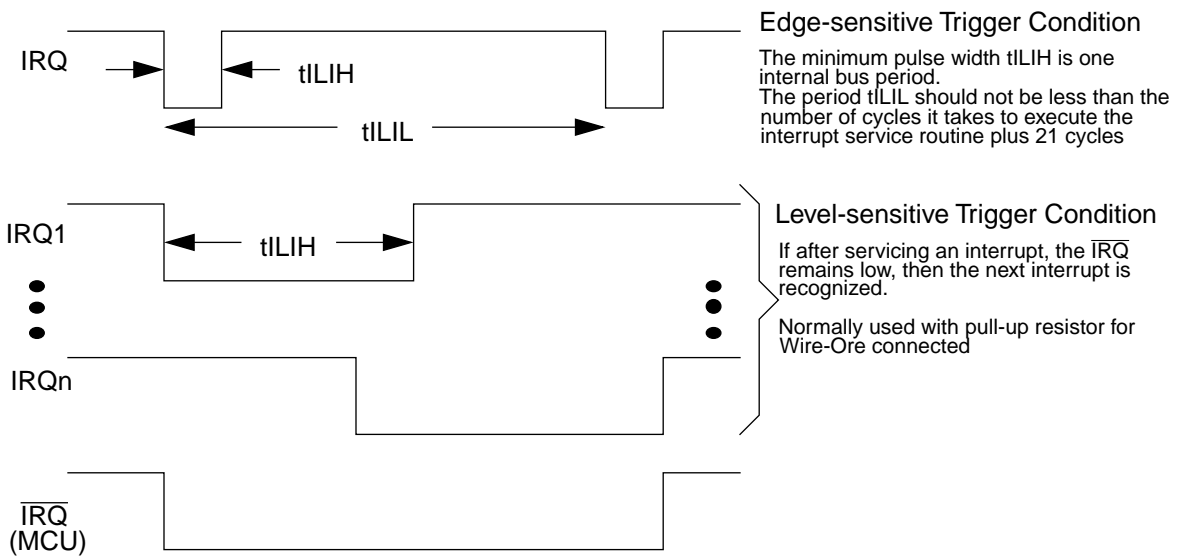 Edge-sensitive Trigger Condition
IRQ
tILIH
The minimum pulse width tILIH is one
internal bus period.
The period tILIL should not be less than the
number of cycles it takes to execute the
interrupt service routine plus 21 cycles
tILIL
IRQ1
tILIH
Level-sensitive Trigger Condition
If after servicing an interrupt, the I̅R̅Q̅
remains low, then the next interrupt is
recognized.
Normally used with pull-up resistor for
Wire-Ore connected
IRQn
I̅R̅Q̅
(MCU)